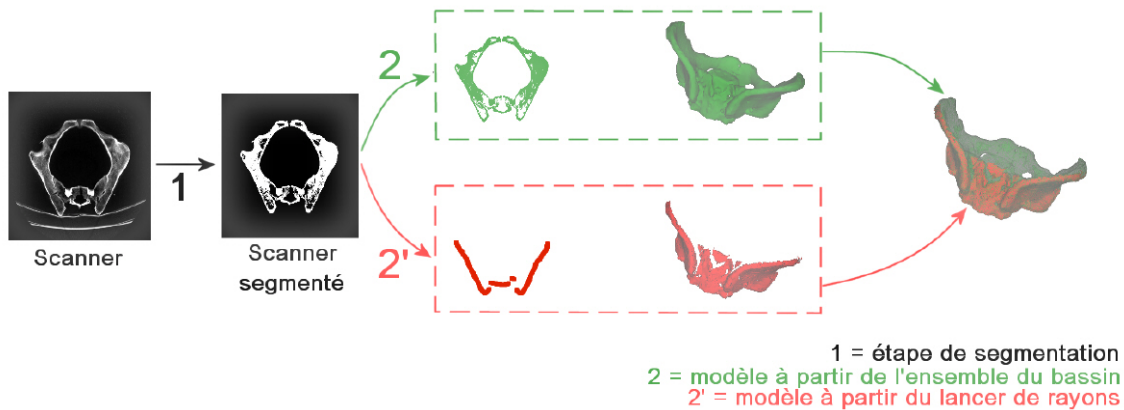 2
1
2'
Scanner
Scanner
segmenté
1 = étape de segmentation
2 = modèle à partir de l'ensemble du bassin
2' = modèle à partir du lancer de rayons